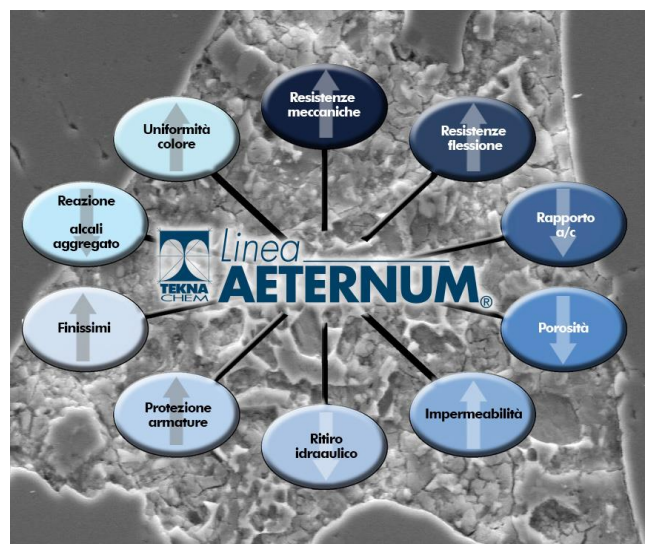 Resistenze
meccaniche
Resistenze
flessione
Rapporto
a/c
Porosità
Impermeabilità
Ritiro
idraaulico
Protezione
armature
Finissimi
Reazione
alcali
aggregato
Uniformità
colore
Linea
AETERNUM®
TEKNA
CHEM